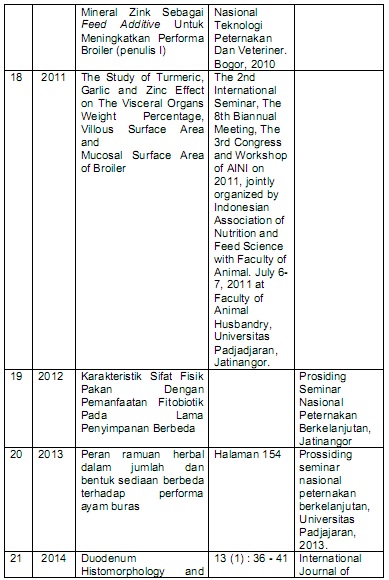 Mineral Zink Sebagai
Feed Additive Untuk
Meningkatkan Performa
Broiler (penulis I)
Nasional
Teknologi
Peternakan
Dan Veteriner.
Bogor, 2010
18
2011
The Study of Turmeric,
Garlic and Zinc Effect
on The Visceral Organs
Weight Percentage,
Villous Surface Area
and
Mucosal Surface Area
of Broiler
The 2nd
International
Seminar, The
8th Biannual
Meeting, The
3rd Congress
and Workshop
of AINI on
2011, jointly
organized by
Indonesian
Association of
Nutrition and
Feed Science
with Faculty of
Animal. July 6-
7, 2011 at
Faculty of
Animal
Husbandry,
Universitas
Padjadjaran,
Jatinangor.
19
2012
Karakteristik Sifat Fisik
Pakan Dengan
Pemanfaatan Fitobiotik
Pada Lama
Penyimpanan Berbeda
Prosiding
Seminar
Nasional
Peternakan
Berkelanjutan,
Jatinangor
20
2013
Peran ramuan herbal
dalam jumlah dan
bentuk sediaan berbeda
terhadap performa
ayam buras
Halaman 154
Prossiding
seminar
nasional
peternakan
berkelanjutan,
Universitas
Padjajaran,
2013.
21
2014
Duodenum
Histomorphology and
13 (1) : 36 - 41
International
Journal of